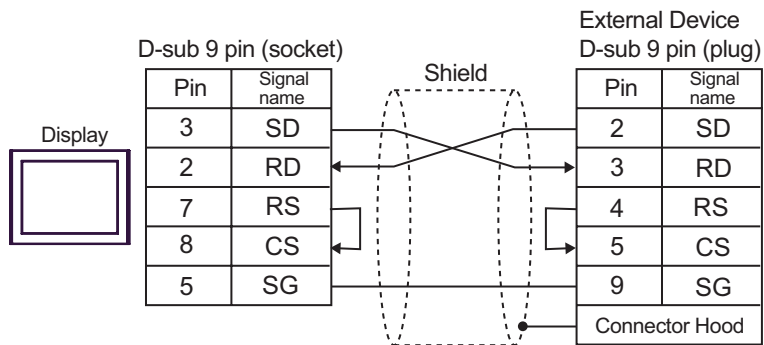 External Device
D-sub 9 pin (socket)
D-sub 9 pin (plug)
Shield
Display
Pin
Signal
name
3 SD
2 RD
7 RS
8 CS
5 SG
Pin
Signal
name
2 SD
3 RD
4 RS
5 CS
9 SG
Connector Hood